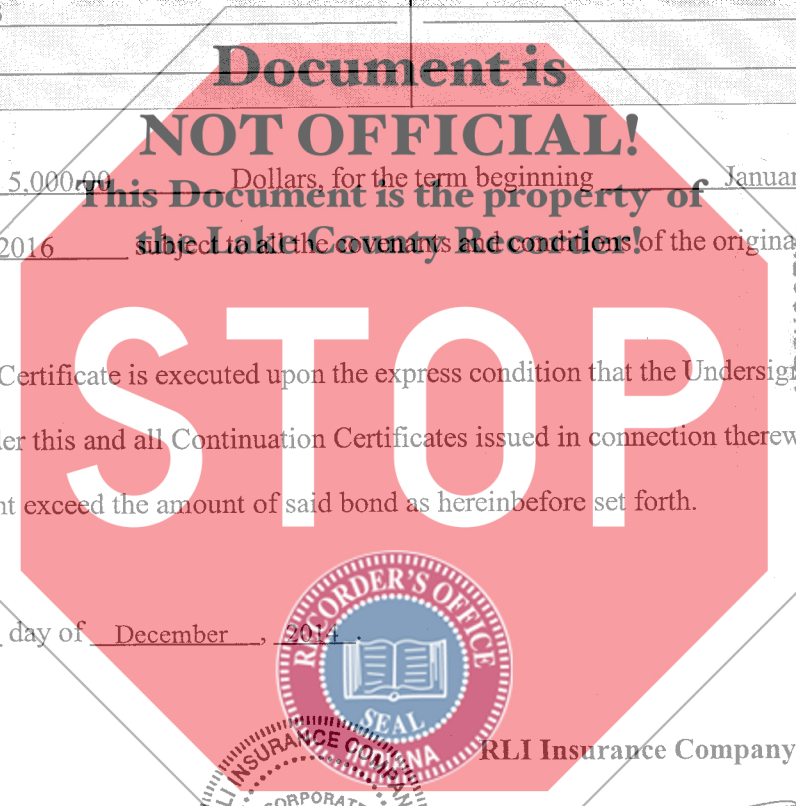 Document is
NOT OFFICIAL!
5,000.00 Dollars, for the term beginning Januar
This Document is the property of
2016 subject to all the covenants and conditions of the origina
the Lake County Recorder!
STOP
Certificate is executed upon the express condition that the Undersig
er this and all Continuation Certificates issued in connection therew
nt exceed the amount of said bond as hereinbefore set forth.
RECORDER'S OFFICE
day of December, 2014.
SEAL
INDIANA
INSURANCE COMPAN
RLI Insurance Company
CORPORAT